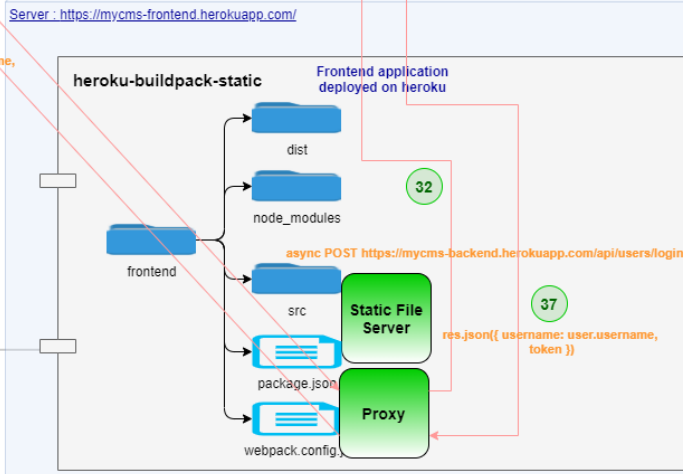 Server : https://mycms-frontend.herokuapp.com/
heroku-buildpack-static
Frontend application
deployed on heroku
dist
32
node_modules
async POST https://mycms-backend.herokuapp.com/api/users/login
frontend
src
37
Static File
Server
res.json({ username: user.username,
token })
package.json
Proxy
webpack.config.j